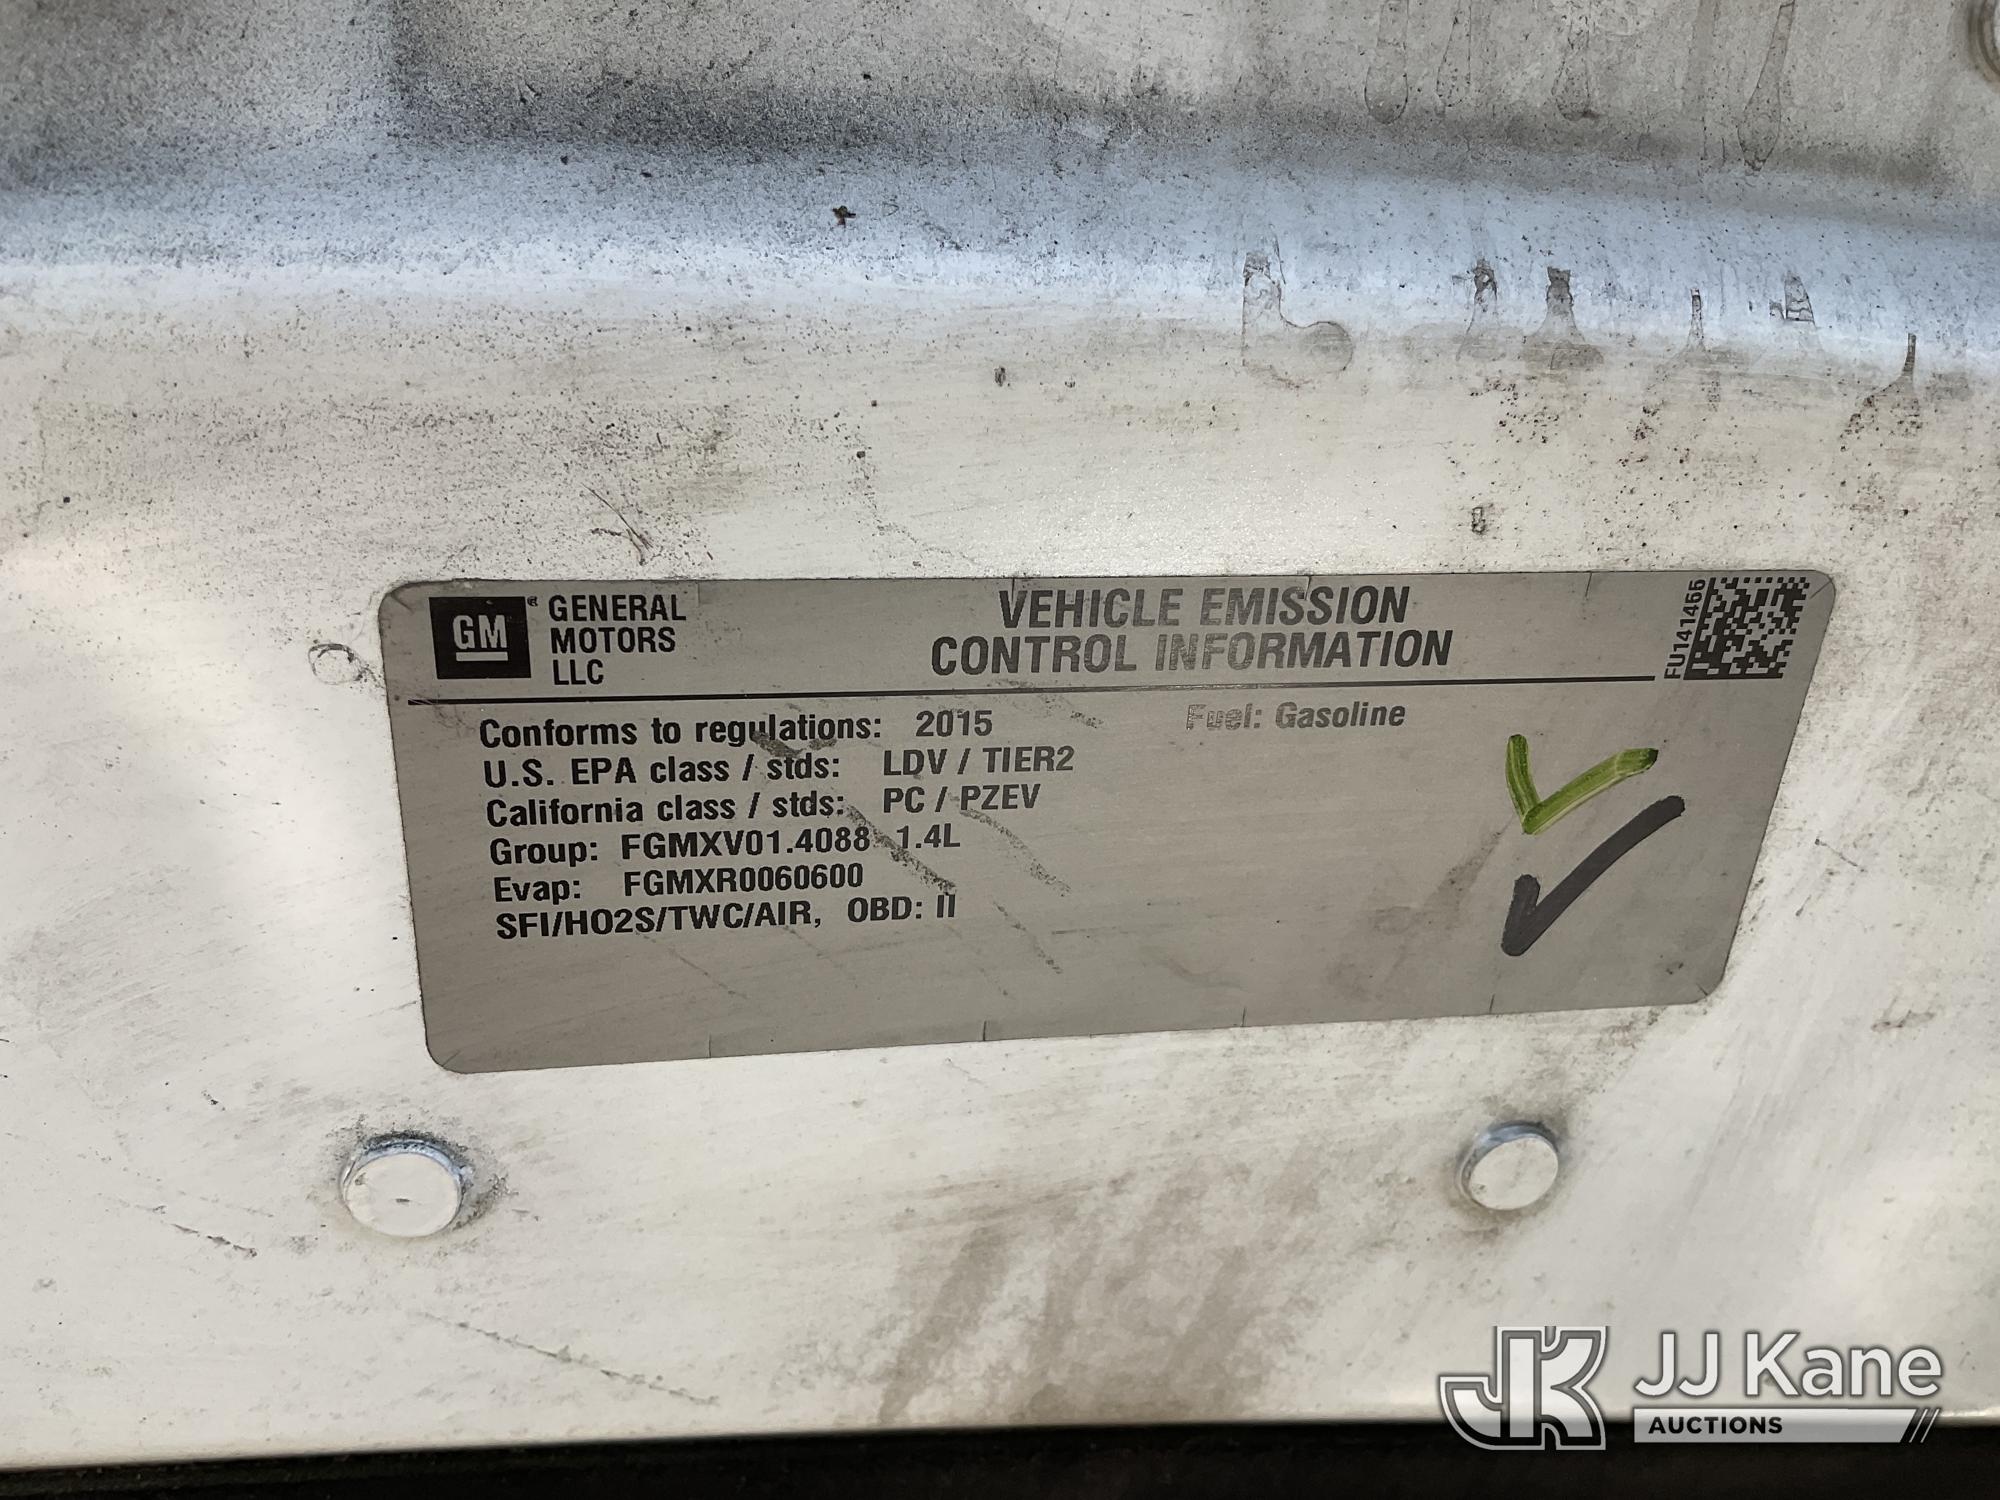 GM ® GENERAL
MOTORS
LLC
VEHICLE EMISSION
CONTROL INFORMATION
FU141466
Conforms to regulations: 2015 Fuel: Gasoline
U.S. EPA class / stds: LDV / TIER2
California class / stds: PC / PZEV
Group: FGMXV01.4088 1.4L
Evap: FGMXR0060600
SFI/HO2S/TWC/AIR, OBD: II
JK JJ Kane
AUCTIONS